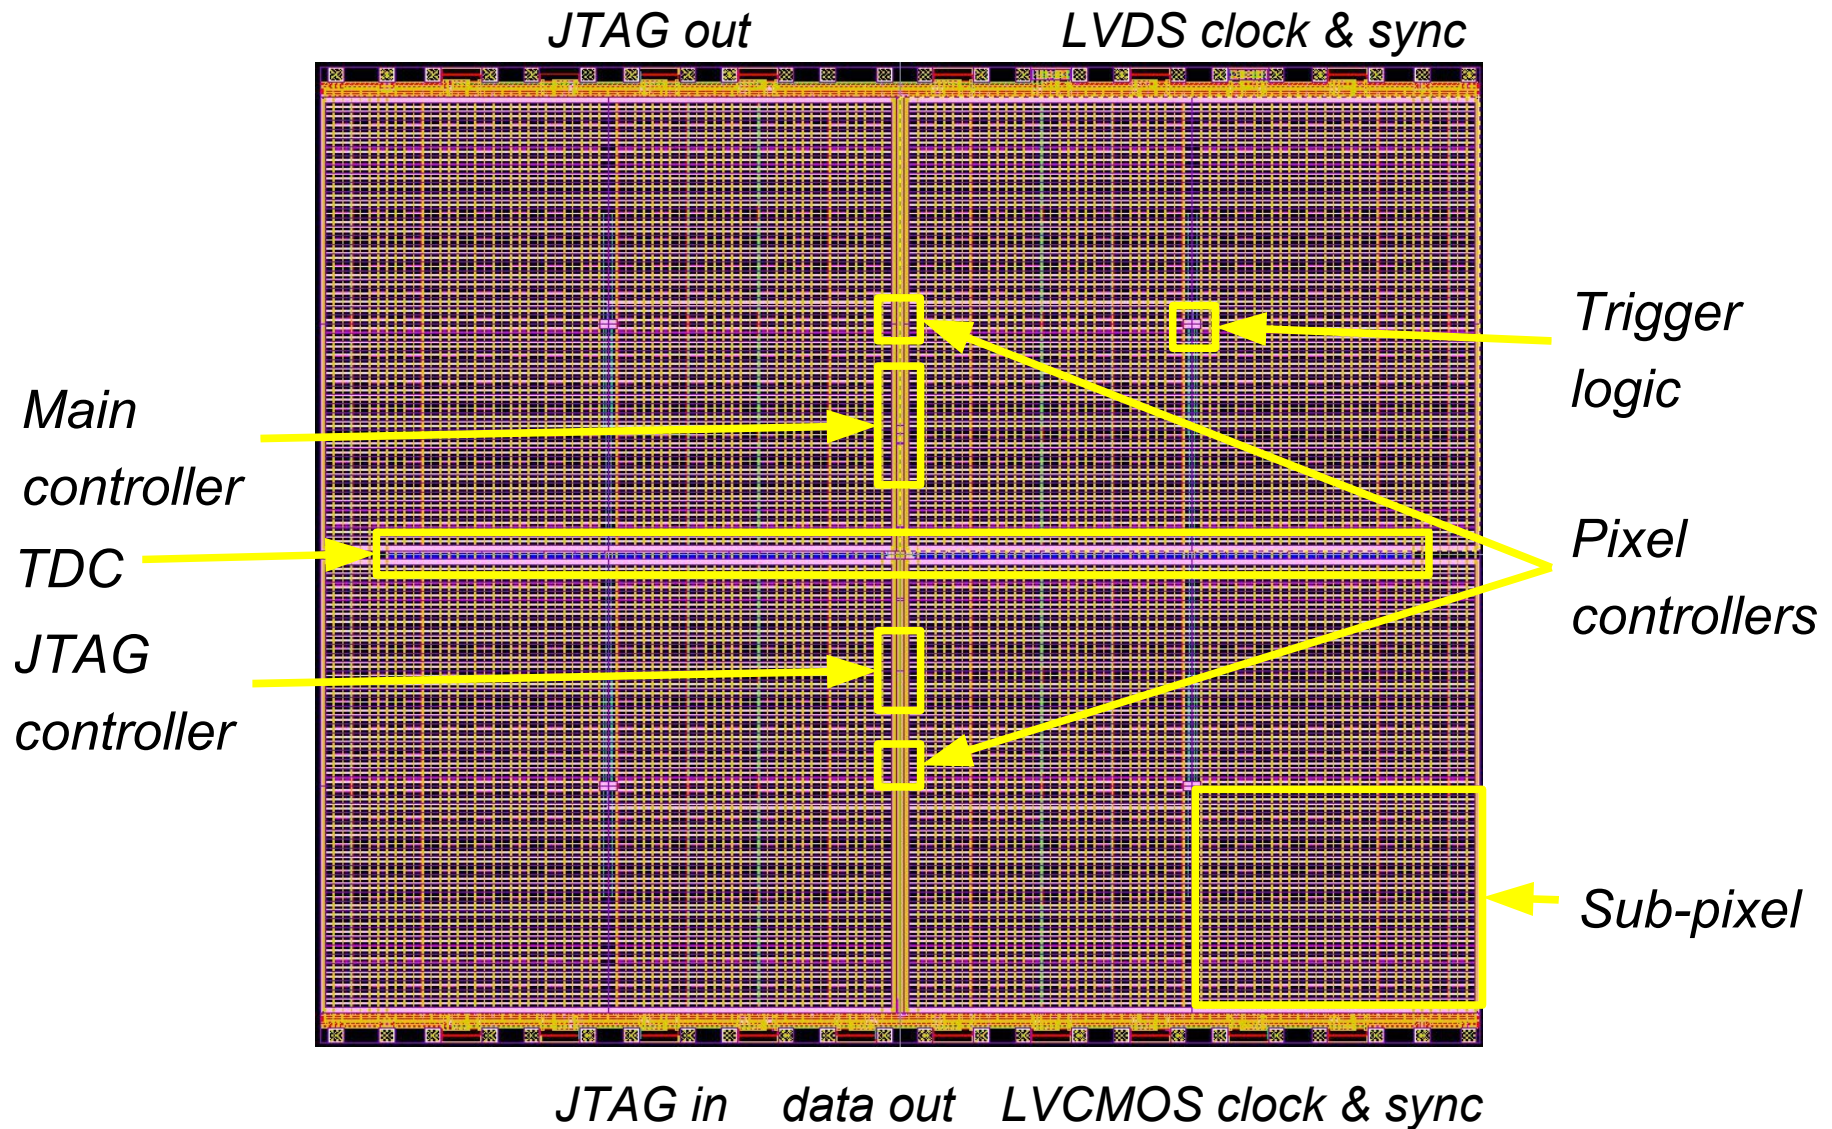 JTAG out
LVDS clock & sync
Trigger
logic
Main
controller
TDC
Pixel
controllers
JTAG
controller
Sub-pixel
JTAG in
data out
LVCMOS clock & sync